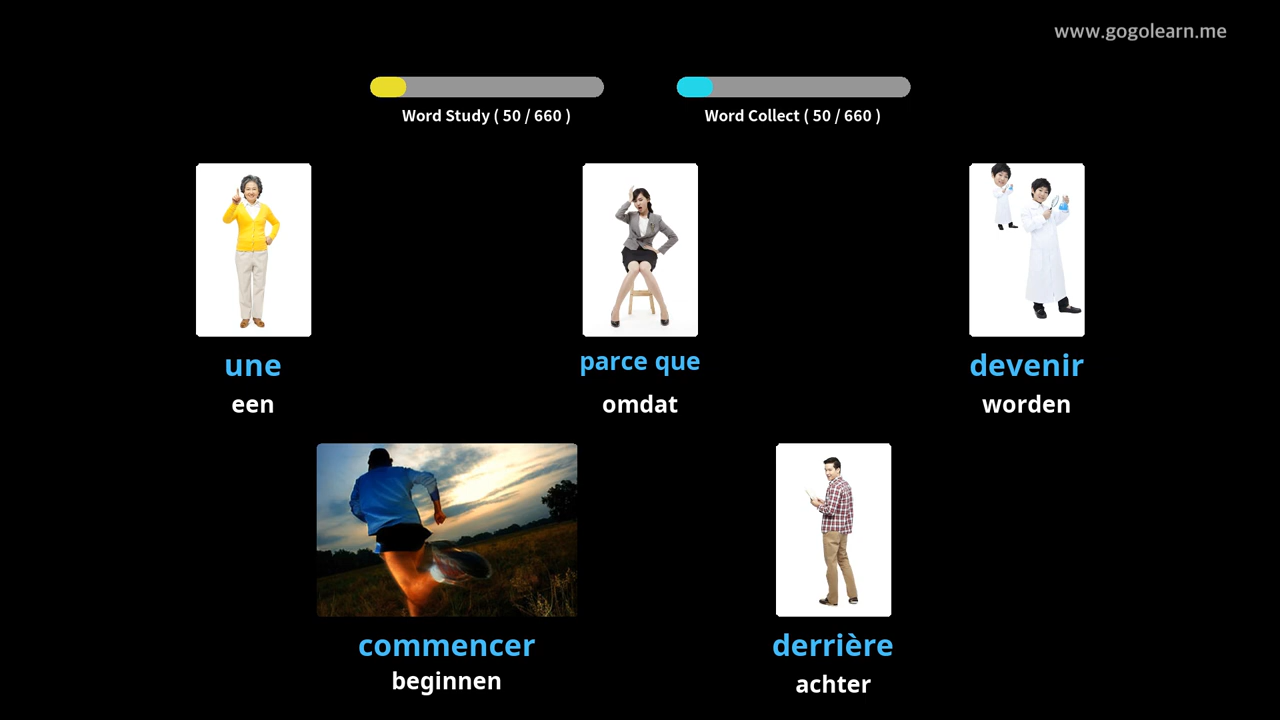 www.gogolearn.me
Word Study ( 50 / 660 )
Word Collect ( 50 / 660 )
une
een
parce que
omdat
devenir
worden
commencer
beginnen
derrière
achter